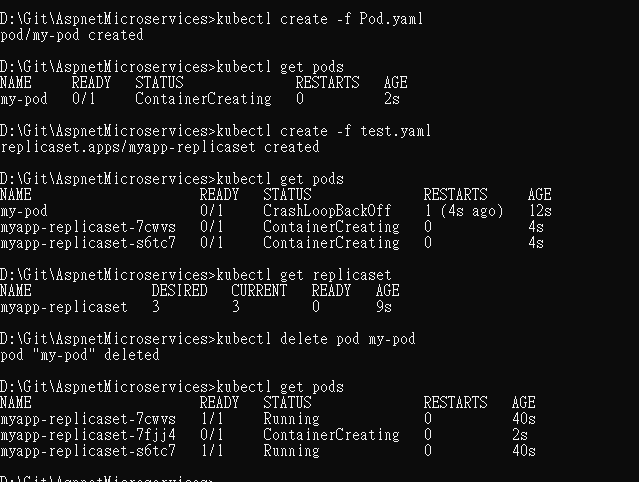 D:\Git\AspnetMicroservices>kubectl create -f Pod.yaml
pod/my-pod created
D:\Git\AspnetMicroservices>kubectl get pods
NAME READY STATUS RESTARTS AGE
my-pod 0/1 ContainerCreating 0 2s
D:\Git\AspnetMicroservices>kubectl create -f test.yaml
replicaset.apps/myapp-replicaset created
D:\Git\AspnetMicroservices>kubectl get pods
NAME READY STATUS RESTARTS AGE
my-pod 0/1 CrashLoopBackOff 1 (4s ago) 12s
myapp-replicaset-7cwvs 0/1 ContainerCreating 0 4s
myapp-replicaset-s6tc7 0/1 ContainerCreating 0 4s
D:\Git\AspnetMicroservices>kubectl get replicaset
NAME DESIRED CURRENT READY AGE
myapp-replicaset 3 3 0 9s
D:\Git\AspnetMicroservices>kubectl delete pod my-pod
pod "my-pod" deleted
D:\Git\AspnetMicroservices>kubectl get pods
NAME READY STATUS RESTARTS AGE
myapp-replicaset-7cwvs 1/1 Running 0 40s
myapp-replicaset-7fjj4 0/1 ContainerCreating 0 2s
myapp-replicaset-s6tc7 1/1 Running 0 40s